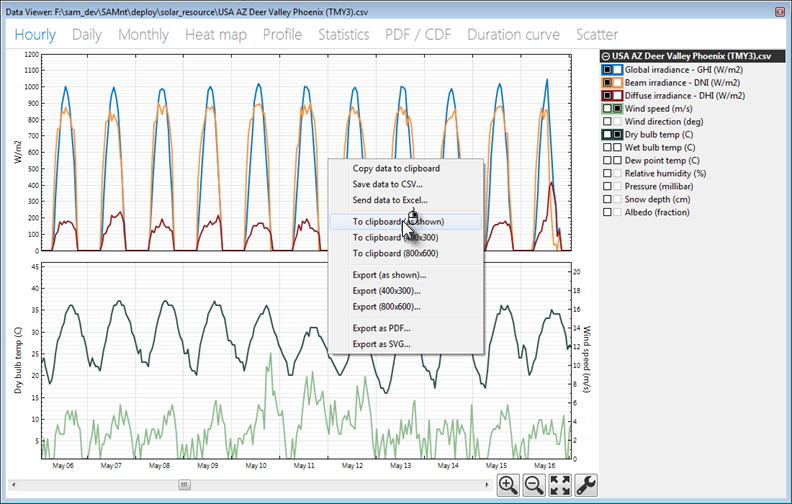 Data Viewer: F:\sam_dev\SAMnt\deploy\solar_resource\USA AZ Deer Valley Phoenix (TMY3).csv
Hourly Daily Monthly Heat map Profile Statistics PDF / CDF Duration curve Scatter
1200
1100
1000
900
800
700
600
500
400
300
200
100
0
W/m2
USA AZ Deer Valley Phoenix (TMY3).csv
Global irradiance - GHI (W/m2)
Beam irradiance - DNI (W/m2)
Diffuse irradiance - DHI (W/m2)
Wind speed (m/s)
Wind direction (deg)
Dry bulb temp (C)
Wet bulb temp (C)
Dew point temp (C)
Relative humidity (%)
Pressure (millibar)
Snow depth (cm)
Albedo (fraction)
Copy data to clipboard
Save data to CSV...
Send data to Excel...
To clipboard (as shown)
To clipboard (400x300)
To clipboard (800x600)
Export (as shown)...
Export (400x300)...
Export (800x600)...
Export as PDF...
Export as SVG...
45
40
35
30
25
20
15
10
5
Dry bulb temp (C)
20
18
16
14
12
10
8
6
4
2
0
Wind speed (m/s)
May 06 May 07 May 08 May 09 May 10 May 11 May 12 May 13 May 14 May 15 May 16